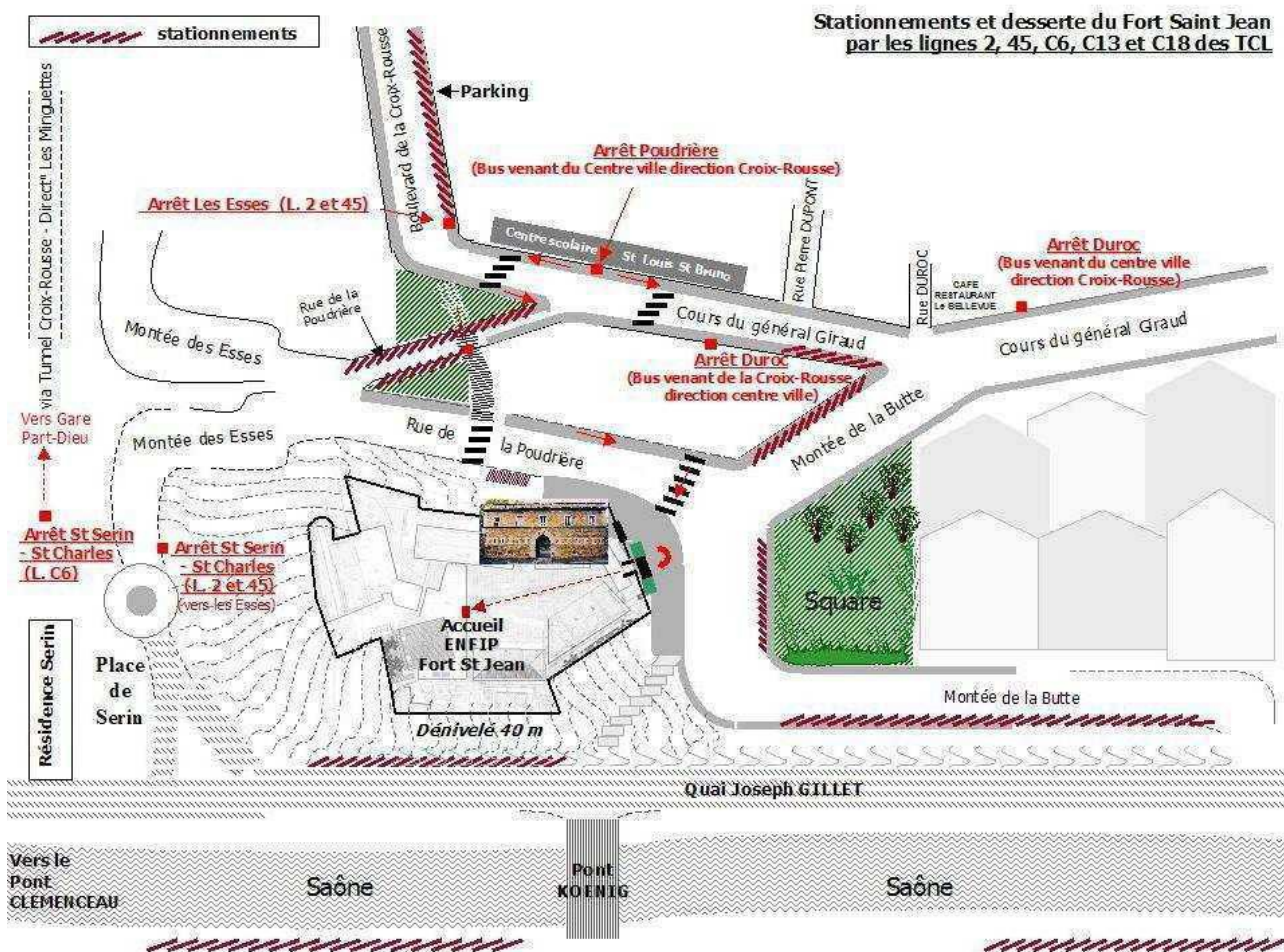 stationnements
Stationnements et desserte du Fort Saint Jean
par les lignes 2, 45, C6, C13 et C18 des TCL
via Tunnel Croix-Rousse - Direct° Les Minguettes
Boulevard de la Croix-Rousse
Parking
Arrêt Poudrière
(Bus venant du Centre ville direction Croix-Rousse)
Arrêt Les Esses (L. 2 et 45)
Centre scolaire St Louis St Bruno
Rue Pierre DUPONT
Rue DUROC
CAFE
RESTAURANT
Le BELLEVUE
Arrêt Duroc
(Bus venant du centre ville
direction Croix-Rousse)
Rue de la
Poudrière
Montée des Esses
Cours du général Giraud
Cours du général Giraud
Arrêt Duroc
(Bus venant de la Croix-Rousse
direction centre ville)
Vers Gare
Part-Dieu
Montée des Esses
Rue de la Poudrière
Montée de la Butte
Arrêt St Serin
- St Charles
(L. C6)
Arrêt St Serin
- St Charles
(L. 2 et 45)
(vers les Esses)
Square
Accueil
ENFIP
Fort St Jean
Résidence Serin
Place
de
Serin
Dénivelé 40 m
Montée de la Butte
Quai Joseph GILLET
Vers le
Pont
CLEMENCEAU
Saône
Pont
KOENIG
Saône